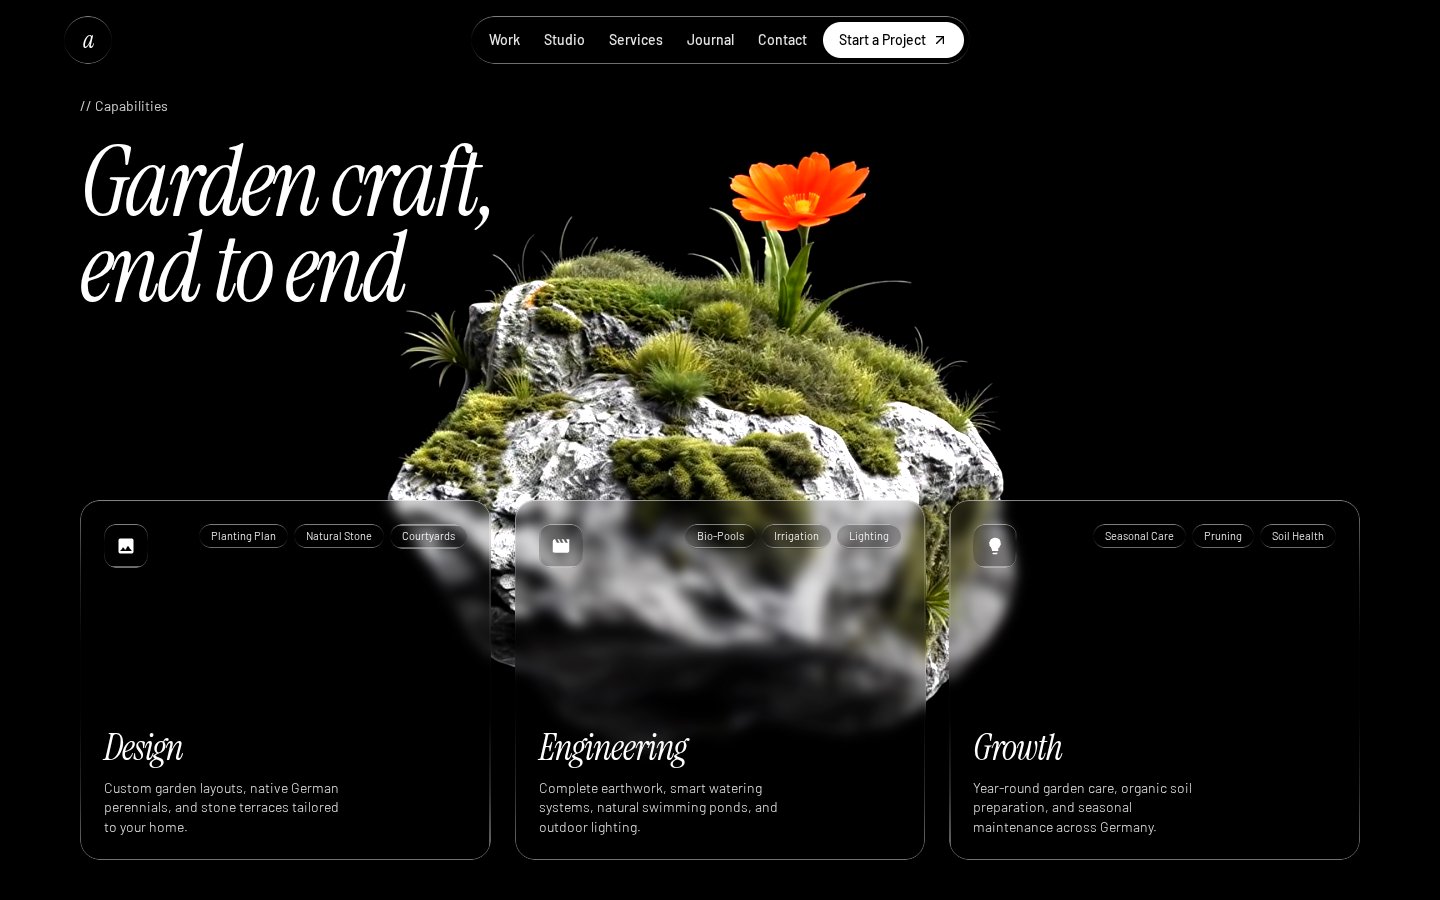 a
Work Studio Services Journal Contact Start a Project
// Capabilities
Garden craft,
end to end
Planting Plan Natural Stone Courtyards
Design
Custom garden layouts, native German
perennials, and stone terraces tailored
to your home.
Bio-Pools Irrigation Lighting
Engineering
Complete earthwork, smart watering
systems, natural swimming ponds, and
outdoor lighting.
Seasonal Care Pruning Soil Health
Growth
Year-round garden care, organic soil
preparation, and seasonal
maintenance across Germany.